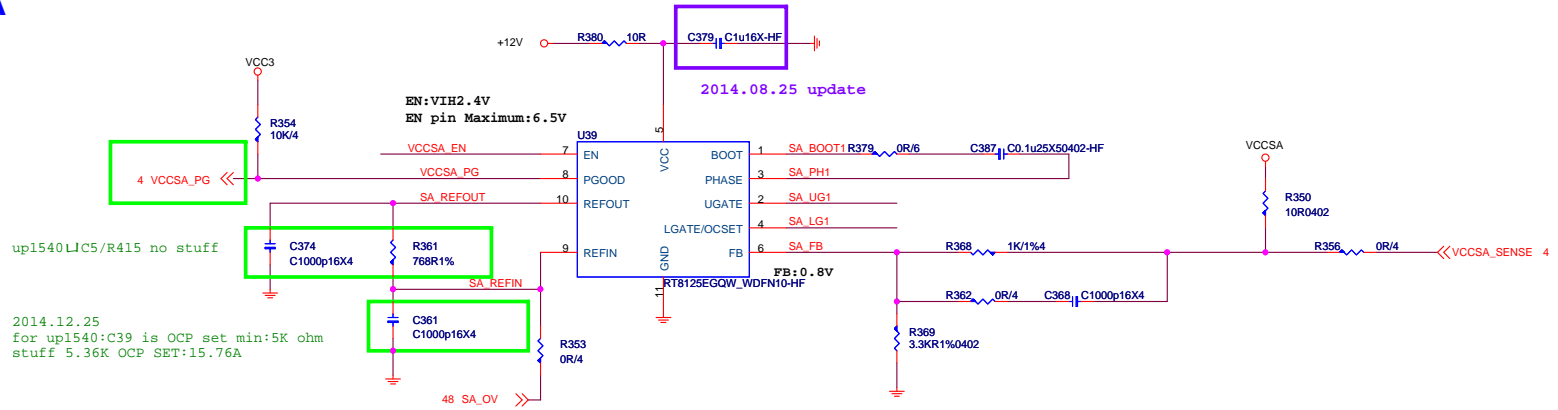 A
+12V
R380
10R
C379
C1u16X-HF
2014.08.25 update
VCC3
R354
10K/4
EN:VIH2.4V
EN pin Maximum:6.5V
U39
VCCSA_EN
7
EN
4 VCCSA_PG
VCCSA_PG
8
PGOOD
SA_REFOUT
10
REFOUT
9
REFIN
5
VCC
GND
11
BOOT
1
SA_BOOT1
R379
0R/6
C387
C0.1u25X50402-HF
PHASE
3
SA_PH1
UGATE
2
SA_UG1
LGATE/OCSET
4
SA_LG1
FB
6
SA_FB
FB:0.8V
RT8125EGQW_WDFN10-HF
VCCSA
R350
10R0402
R368
1K/1%4
R356
0R/4
VCCSA_SENSE 4
R362
0R/4
C368
C1000p16X4
R369
3.3KR1%0402
C374
C1000p16X4
R361
768R1%
SA_REFIN
C361
C1000p16X4
R353
0R/4
48 SA_OV
up1540 C5/R415 no stuff
2014.12.25
for up1540:C39 is OCP set min:5K ohm
stuff 5.36K OCP SET:15.76A